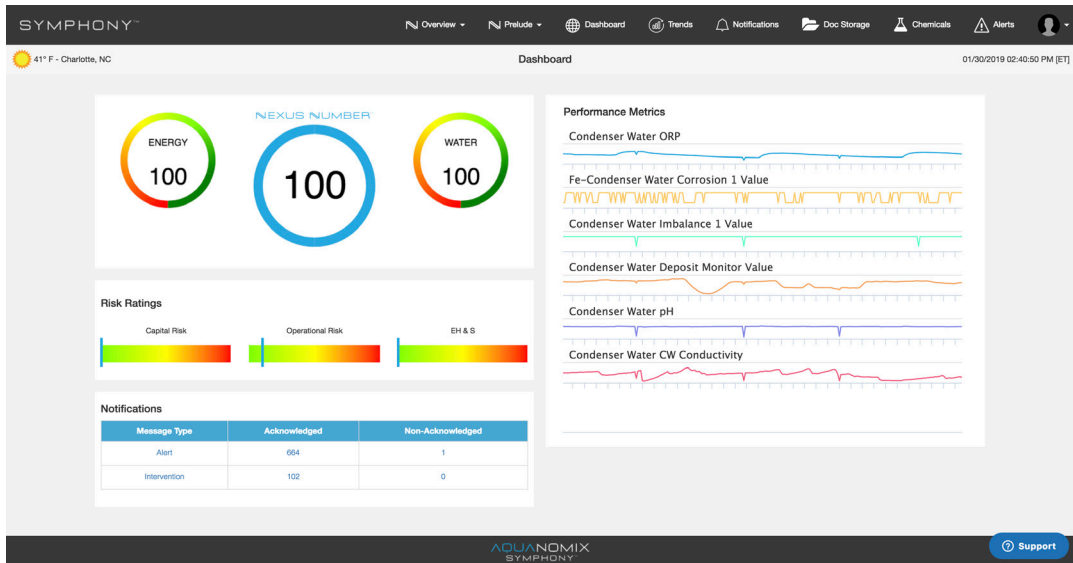 SYMPHONY™
Overview
Prelude
Dashboard
Trends
Notifications
Doc Storage
Chemicals
Alerts
41° F - Charlotte, NC
Dashboard
01/30/2019 02:40:50 PM [ET]
ENERGY
100
NEXUS NUMBER
100
WATER
100
Risk Ratings
Capital Risk
Operational Risk
EH & S
Notifications
Message Type Acknowledged Non-Acknowledged
Alert 664 1
Intervention 102 0
Performance Metrics
Condenser Water ORP
Fe-Condenser Water Corrosion 1 Value
Condenser Water Imbalance 1 Value
Condenser Water Deposit Monitor Value
Condenser Water pH
Condenser Water CW Conductivity
AQUANOMIX
SYMPHONY™
Support